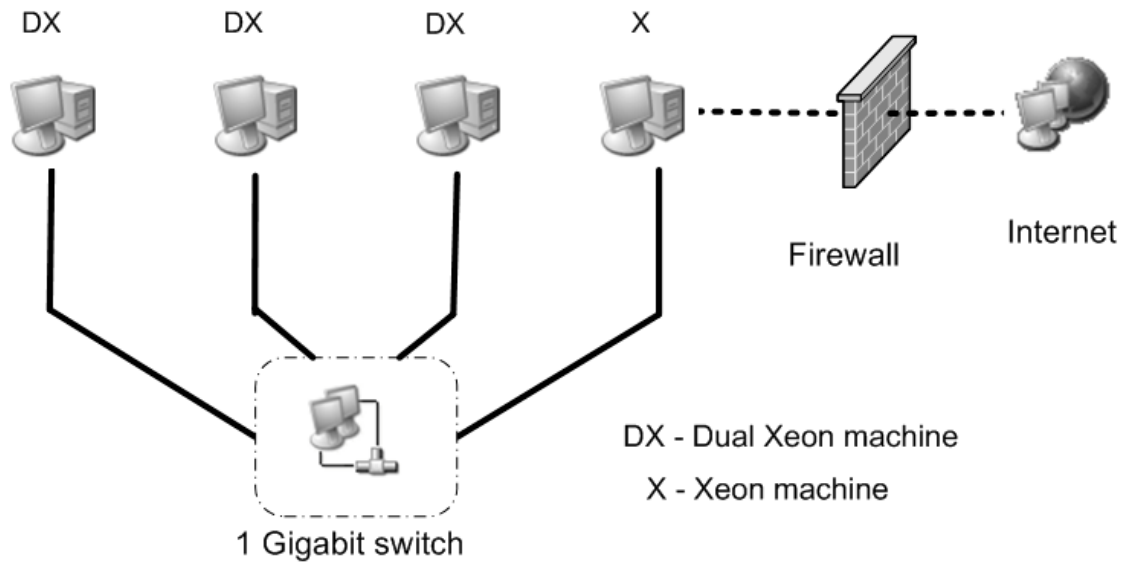 DX
DX
DX
X
Firewall
Internet
DX - Dual Xeon machine
X - Xeon machine
1 Gigabit switch